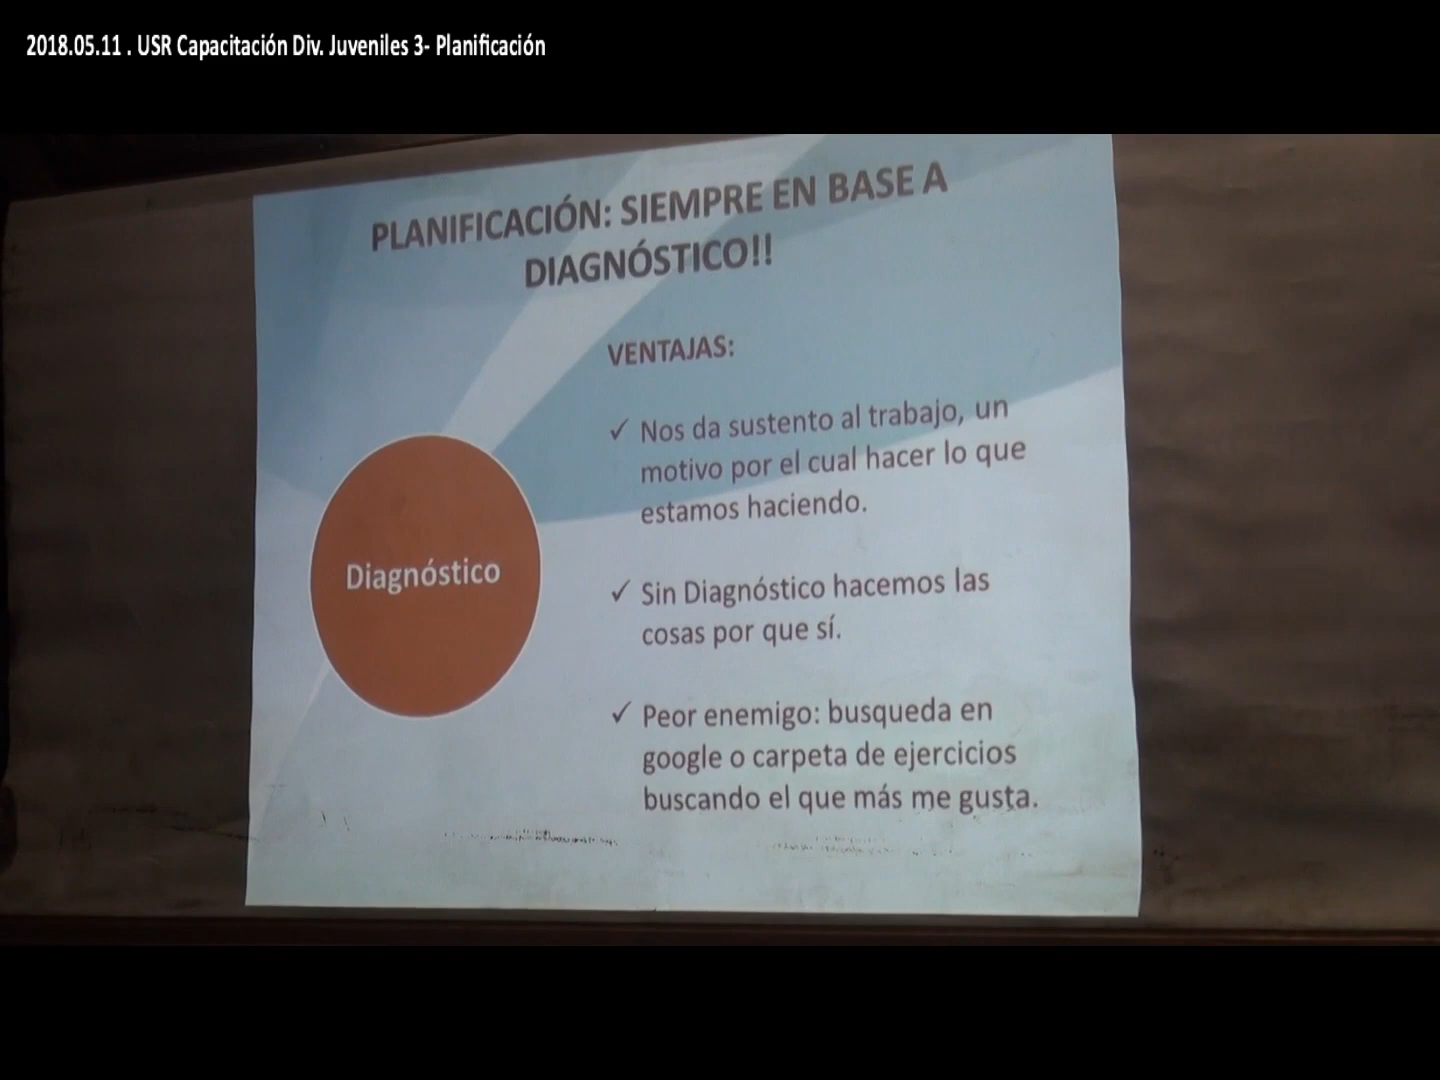 2018.05.11 . USR Capacitación Div. Juveniles 3- Planificación
PLANIFICACIÓN: SIEMPRE EN BASE A
DIAGNÓSTICO!!
VENTAJAS:
✓ Nos da sustento al trabajo, un
motivo por el cual hacer lo que
estamos haciendo.
Diagnóstico
✓ Sin Diagnóstico hacemos las
cosas por que sí.
✓ Peor enemigo: busqueda en
google o carpeta de ejercicios
buscando el que más me gusta.